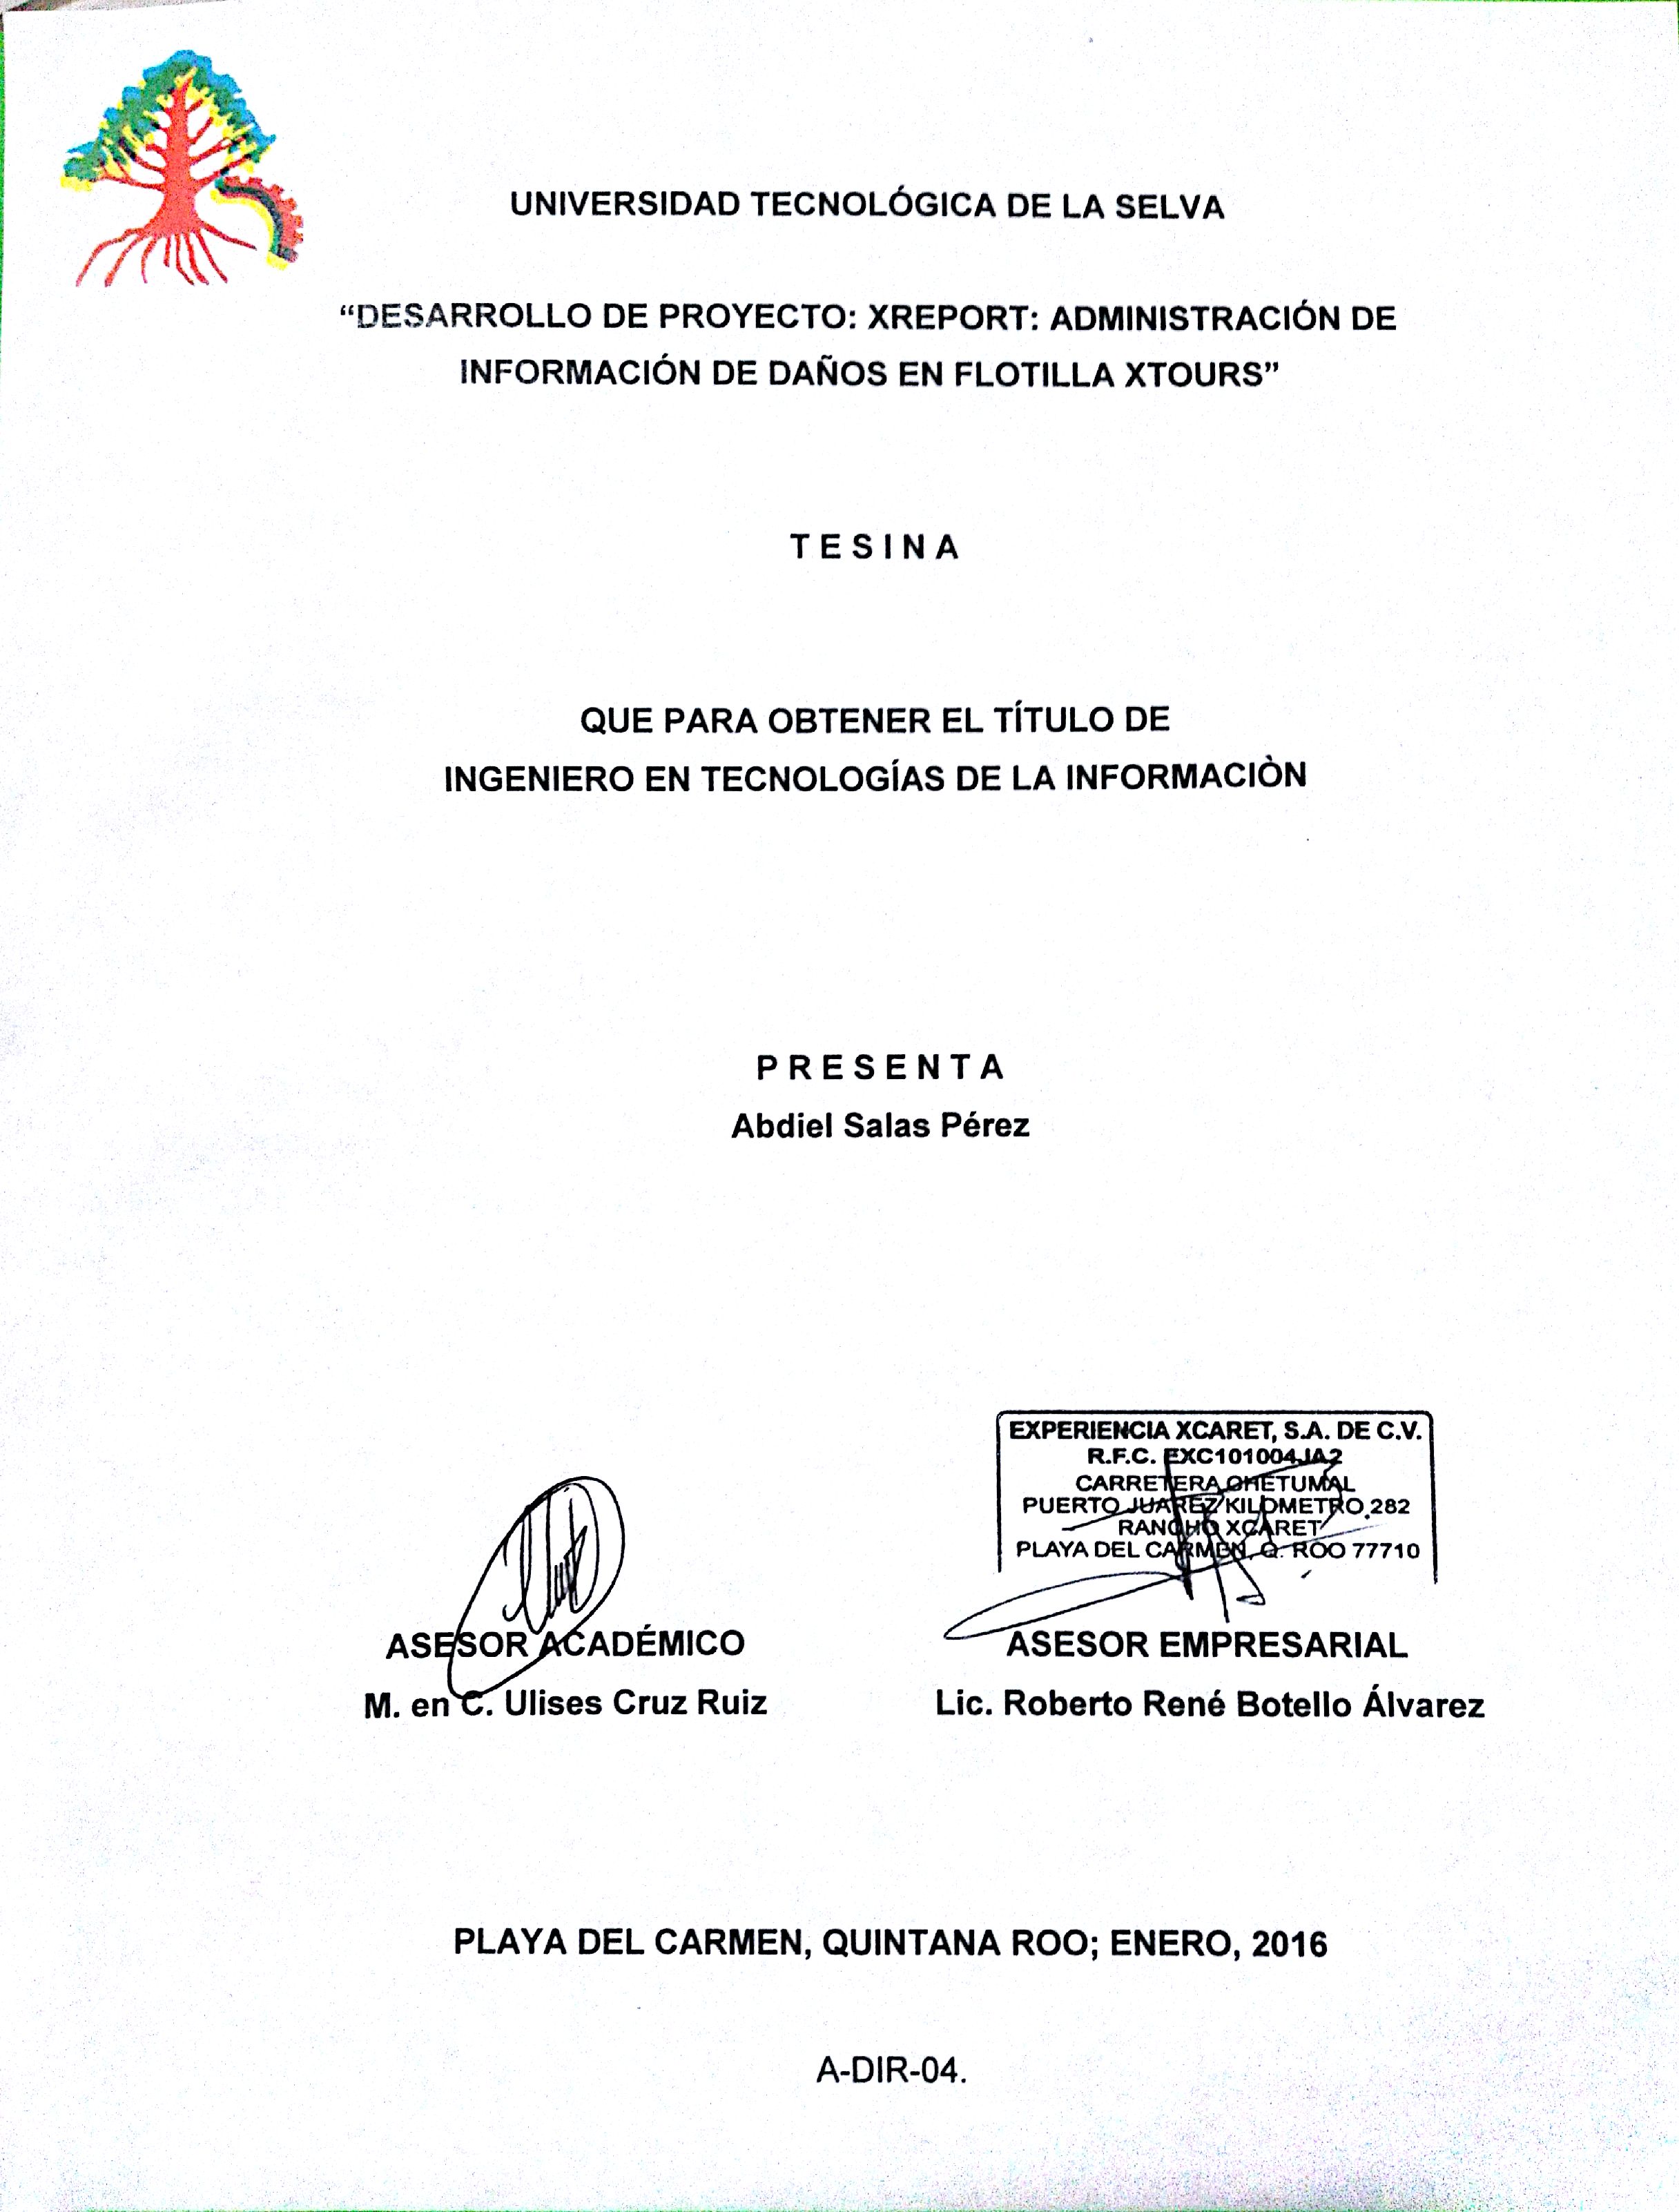 UNIVERSIDAD TECNOLÓGICA DE LA SELVA
“DESARROLLO DE PROYECTO: XREPORT: ADMINISTRACIÓN DE
INFORMACIÓN DE DAÑOS EN FLOTILLA XTOURS”
T E S I N A
QUE PARA OBTENER EL TÍTULO DE
INGENIERO EN TECNOLOGÍAS DE LA INFORMACIÒN
P R E S E N T A
Abdiel Salas Pérez
EXPERIENCIA XCARET, S.A. DE C.V.
R.F.C. EXC101004JA2
CARRETERA CHETUMAL
PUERTO JUAREZ KILOMETRO 282
RANCHO XCARET
PLAYA DEL CARMEN, Q. ROO 77710
ASESOR ACADÉMICO
M. en C. Ulises Cruz Ruiz
ASESOR EMPRESARIAL
Lic. Roberto René Botello Álvarez
PLAYA DEL CARMEN, QUINTANA ROO; ENERO, 2016
A-DIR-04.